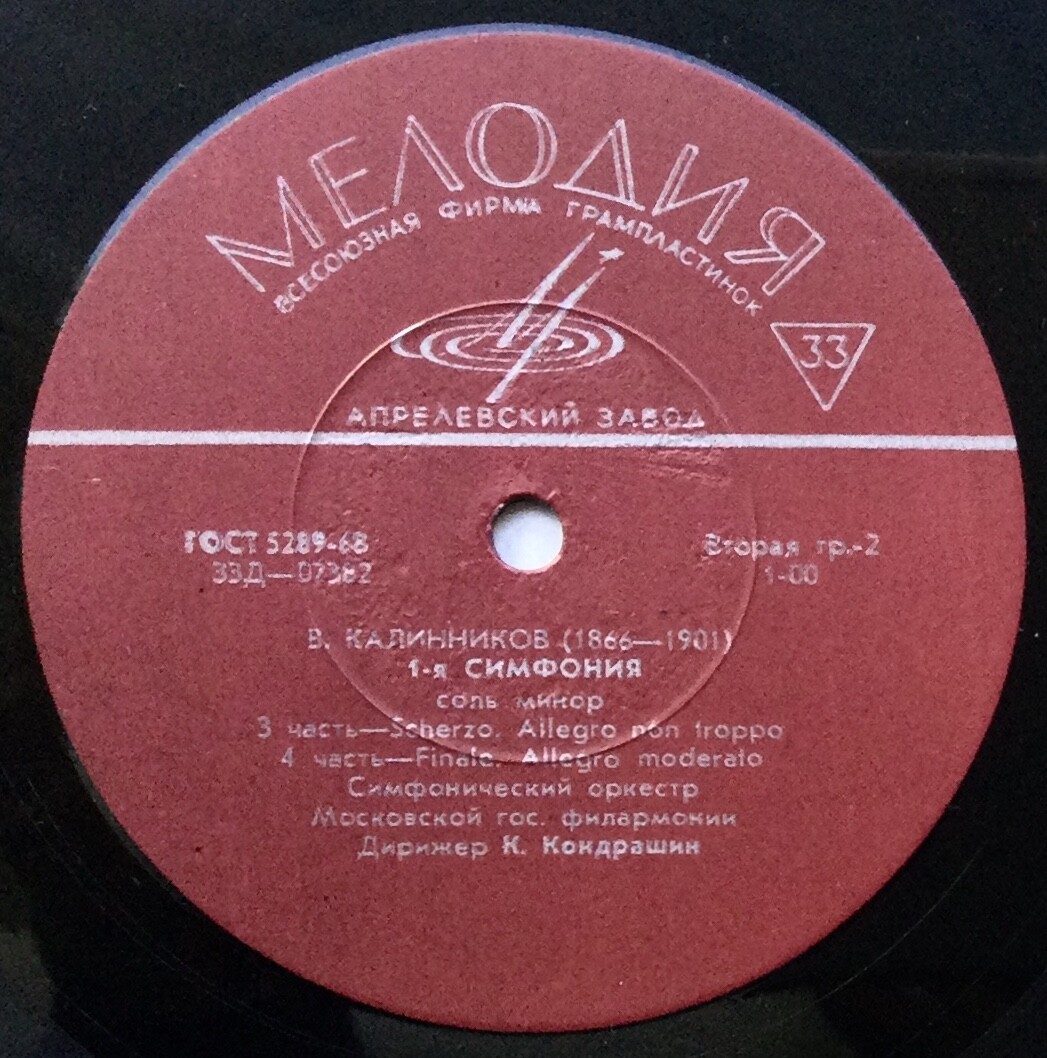 МЕЛОДИЯ
ВСЕСОЮЗНАЯ ФИРМА ГРАМПЛАСТИНОК
33
АПРЕЛЕВСКИЙ ЗАВОД
ГОСТ 5289-68
Вторая гр.-2
33Д—07382
1-00
В. КАЛИННИКОВ (1866—1901)
1-я СИМФОНИЯ
соль минор
3 часть—Scherzo. Allegro non troppo
4 часть—Finale. Allegro moderato
Симфонический оркестр
Московской гос. филармонии
Дирижер К. Кондрашин